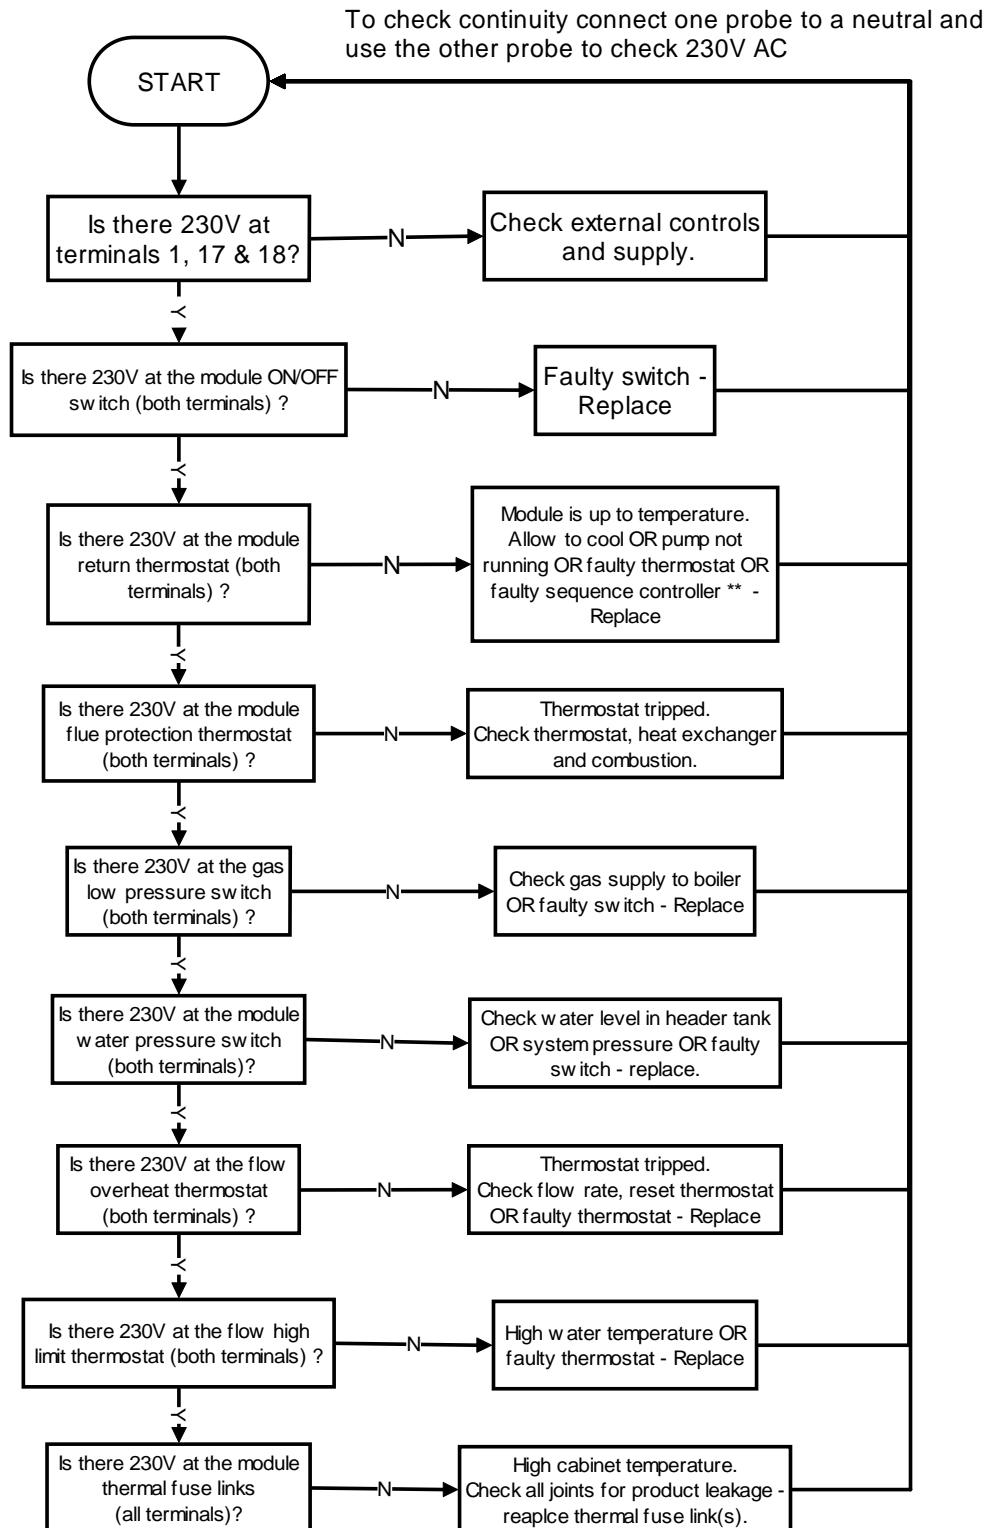 To check continuity connect one probe to a neutral and
use the other probe to check 230V AC
START
Is there 230V at
terminals 1, 17 & 18?
N
Check external controls
and supply.
Y
Is there 230V at the module ON/OFF
switch (both terminals) ?
N
Faulty switch -
Replace
Y
Is there 230V at the module
return thermostat (both
terminals) ?
N
Module is up to temperature.
Allow to cool OR pump not
running OR faulty thermostat OR
faulty sequence controller ** -
Replace
Y
Is there 230V at the module
flue protection thermostat
(both terminals) ?
N
Thermostat tripped.
Check thermostat, heat exchanger
and combustion.
Y
Is there 230V at the gas
low pressure switch
(both terminals) ?
N
Check gas supply to boiler
OR faulty switch - Replace
Y
Is there 230V at the module
water pressure switch
(both terminals)?
N
Check water level in header tank
OR system pressure OR faulty
switch - replace.
Y
Is there 230V at the flow
overheat thermostat
(both terminals) ?
N
Thermostat tripped.
Check flow rate, reset thermostat
OR faulty thermostat - Replace
Y
Is there 230V at the flow high
limit thermostat (both terminals) ?
N
High water temperature OR
faulty thermostat - Replace
Y
Is there 230V at the module
thermal fuse links
(all terminals)?
N
High cabinet temperature.
Check all joints for product leakage -
reaplce thermal fuse link(s).